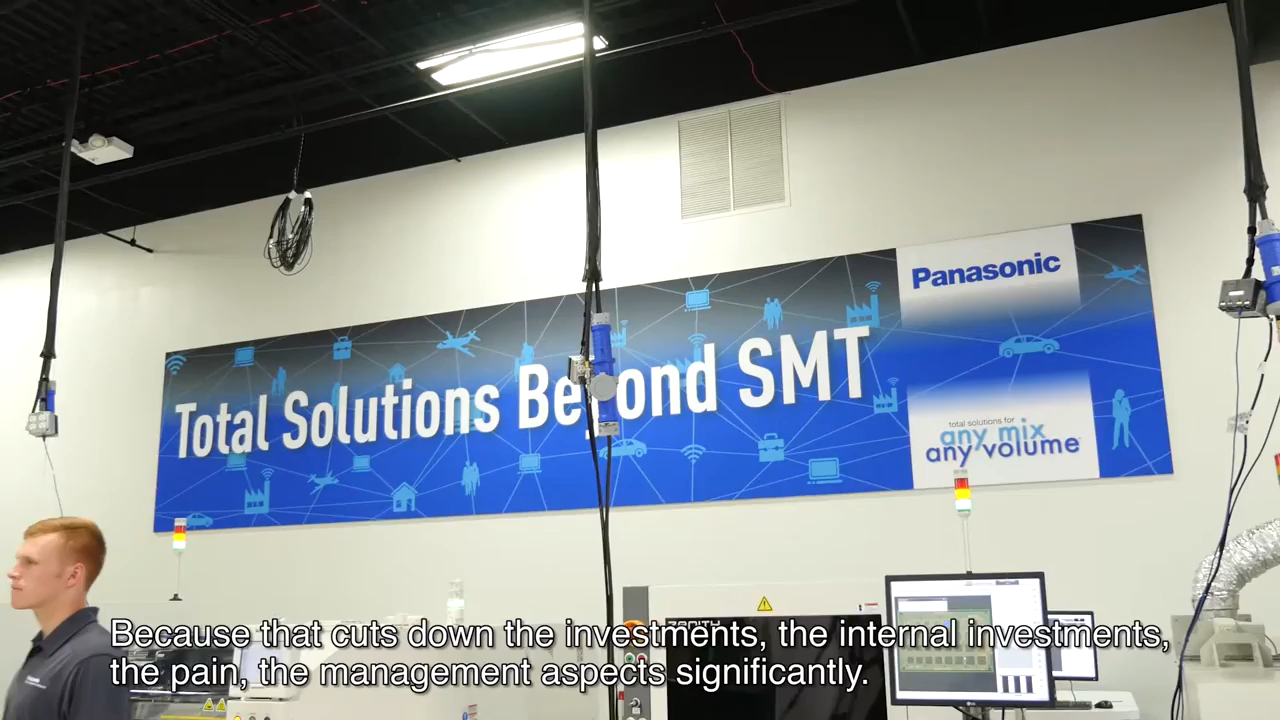 Panasonic
Total Solutions Beyond SMT
total solutions for
any mix
any volume
ZENITH
Because that cuts down the investments, the internal investments,
the pain, the management aspects significantly.